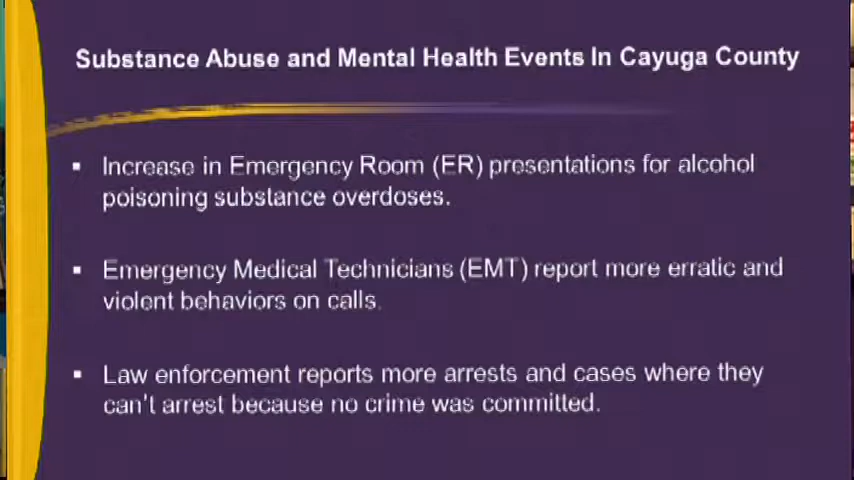 Substance Abuse and Mental Health Events In Cayuga County
▪ Increase in Emergency Room (ER) presentations for alcohol
poisoning substance overdoses.
▪ Emergency Medical Technicians (EMT) report more erratic and
violent behaviors on calls.
▪ Law enforcement reports more arrests and cases where they
can't arrest because no crime was committed.